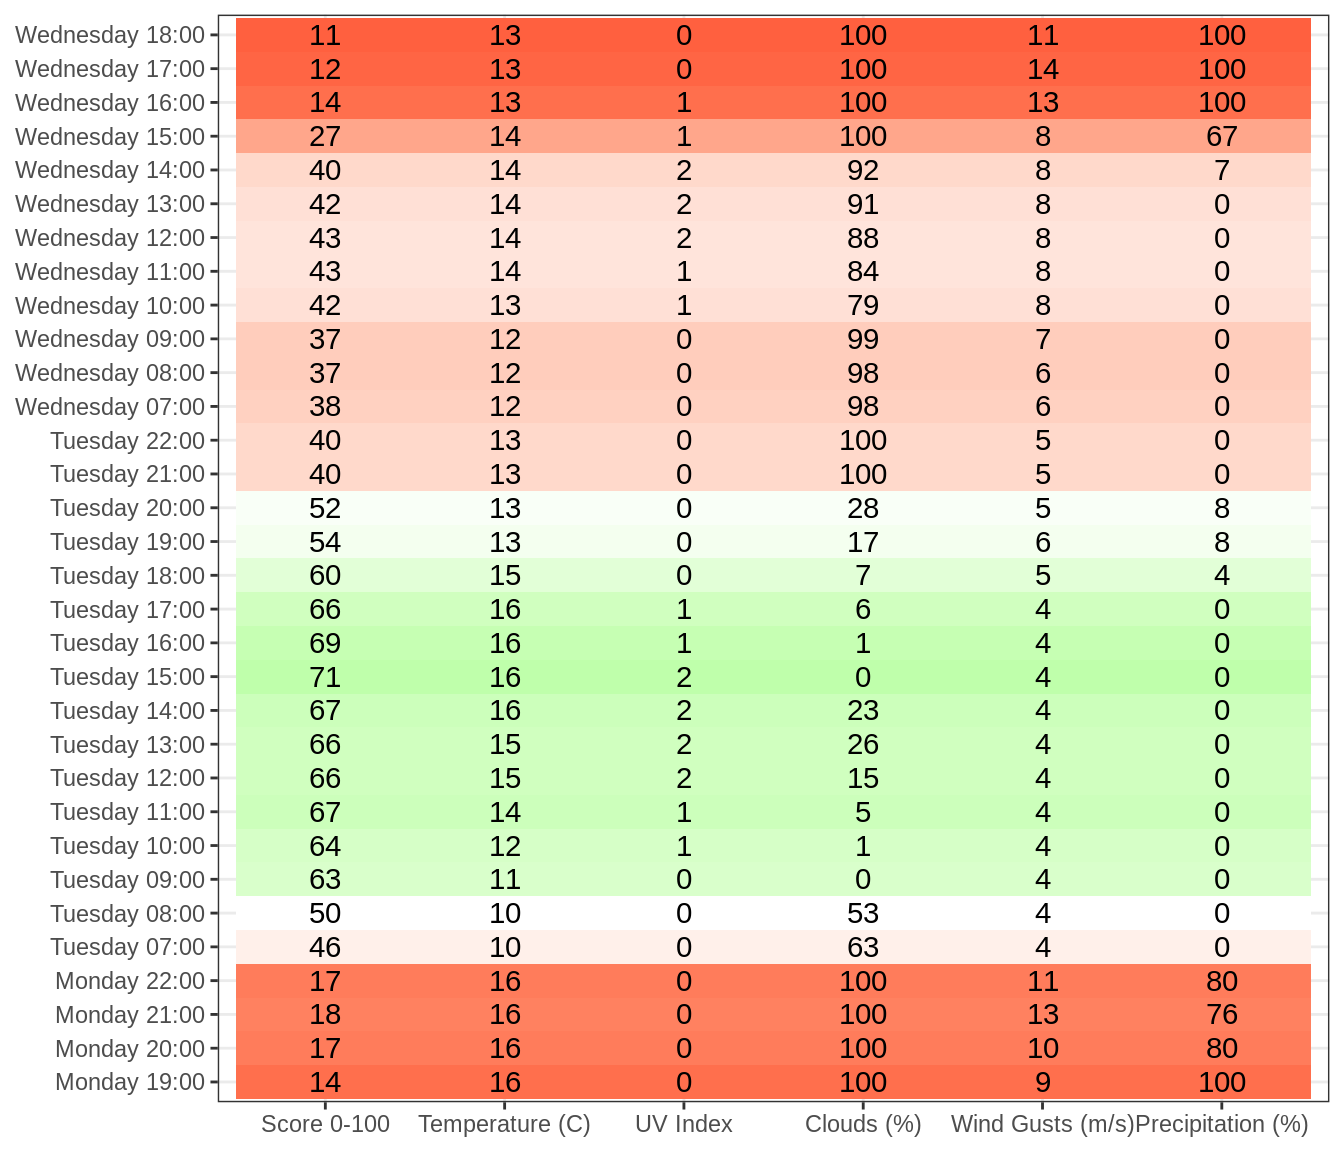 Wednesday 18:00 11 13 0 100 11 100
Wednesday 17:00 12 13 0 100 14 100
Wednesday 16:00 14 13 1 100 13 100
Wednesday 15:00 27 14 1 100 8 67
Wednesday 14:00 40 14 2 92 8 7
Wednesday 13:00 42 14 2 91 8 0
Wednesday 12:00 43 14 2 88 8 0
Wednesday 11:00 43 14 1 84 8 0
Wednesday 10:00 42 13 1 79 8 0
Wednesday 09:00 37 12 0 99 7 0
Wednesday 08:00 37 12 0 98 6 0
Wednesday 07:00 38 12 0 98 6 0
Tuesday 22:00 40 13 0 100 5 0
Tuesday 21:00 40 13 0 100 5 0
Tuesday 20:00 52 13 0 28 5 8
Tuesday 19:00 54 13 0 17 6 8
Tuesday 18:00 60 15 0 7 5 4
Tuesday 17:00 66 16 1 6 4 0
Tuesday 16:00 69 16 1 1 4 0
Tuesday 15:00 71 16 2 0 4 0
Tuesday 14:00 67 16 2 23 4 0
Tuesday 13:00 66 15 2 26 4 0
Tuesday 12:00 66 15 2 15 4 0
Tuesday 11:00 67 14 1 5 4 0
Tuesday 10:00 64 12 1 1 4 0
Tuesday 09:00 63 11 0 0 4 0
Tuesday 08:00 50 10 0 53 4 0
Tuesday 07:00 46 10 0 63 4 0
Monday 22:00 17 16 0 100 11 80
Monday 21:00 18 16 0 100 13 76
Monday 20:00 17 16 0 100 10 80
Monday 19:00 14 16 0 100 9 100
Score 0-100 Temperature (C) UV Index Clouds (%) Wind Gusts (m/s) Precipitation (%)